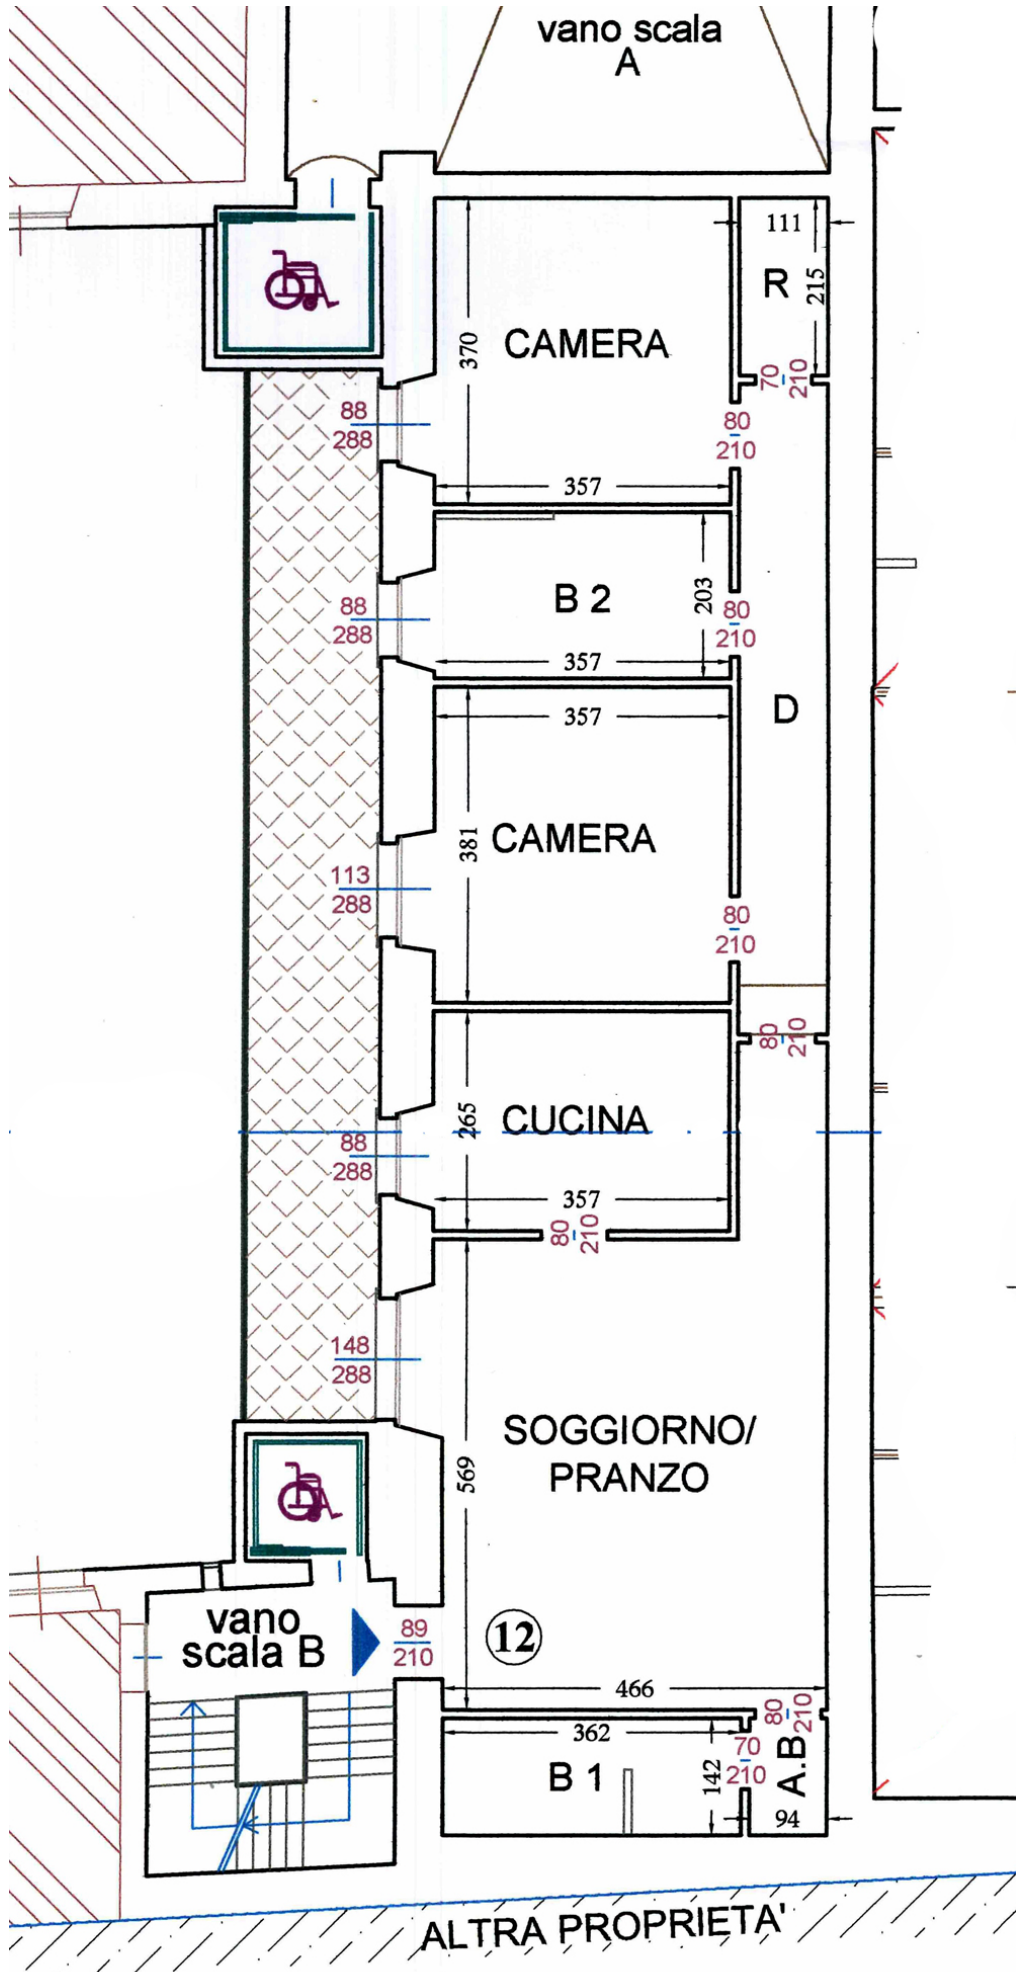 vano scala
A
111
R
215
CAMERA
370
70
210
88
288
80
210
357
B 2
203
88
288
80
210
357
D
357
CAMERA
381
113
288
80
210
80
210
CUCINA
265
88
288
357
80
210
148
288
SOGGIORNO/
PRANZO
569
vano
scala B
89
210
12
466
80
210
362
B 1
142
70
210
A.B
94
ALTRA PROPRIETA'